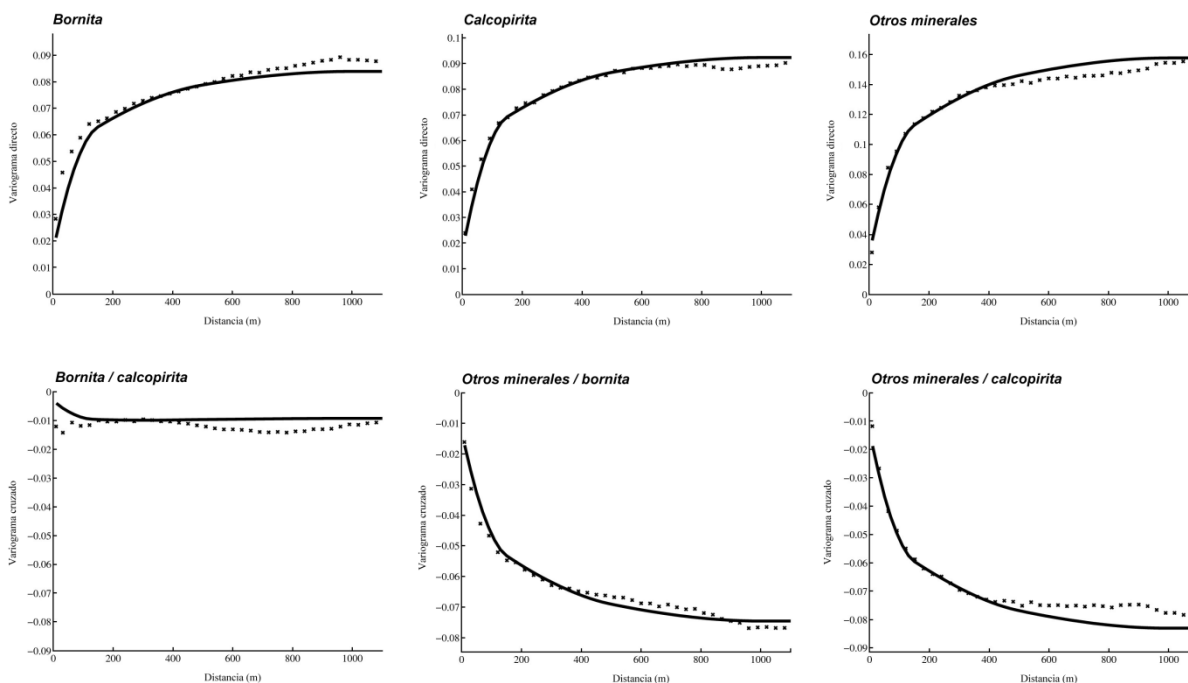 Bornita
Variograma directo
0.09
0.08
0.07
0.06
0.05
0.04
0.03
0.02
0.01
0 200 400 600 800 1000
Distancia (m)
Calcopirita
Variograma directo
0.1
0.09
0.08
0.07
0.06
0.05
0.04
0.03
0.02
0.01
0
0 200 400 600 800 1000
Distancia (m)
Otros minerales
Variograma directo
0.16
0.14
0.12
0.1
0.08
0.06
0.04
0.02
0
0 200 400 600 800 1000
Distancia (m)
Bornita / calcopirita
Variograma cruzado
0
−0.01
−0.02
−0.03
−0.04
−0.05
−0.06
−0.07
−0.08
−0.09
0 200 400 600 800 1000
Distancia (m)
Otros minerales / bornita
Variograma cruzado
0
−0.01
−0.02
−0.03
−0.04
−0.05
−0.06
−0.07
−0.08
0 200 400 600 800 1000
Distancia (m)
Otros minerales / calcopirita
Variograma cruzado
0
−0.01
−0.02
−0.03
−0.04
−0.05
−0.06
−0.07
−0.08
−0.09
0 200 400 600 800 1000
Distancia (m)